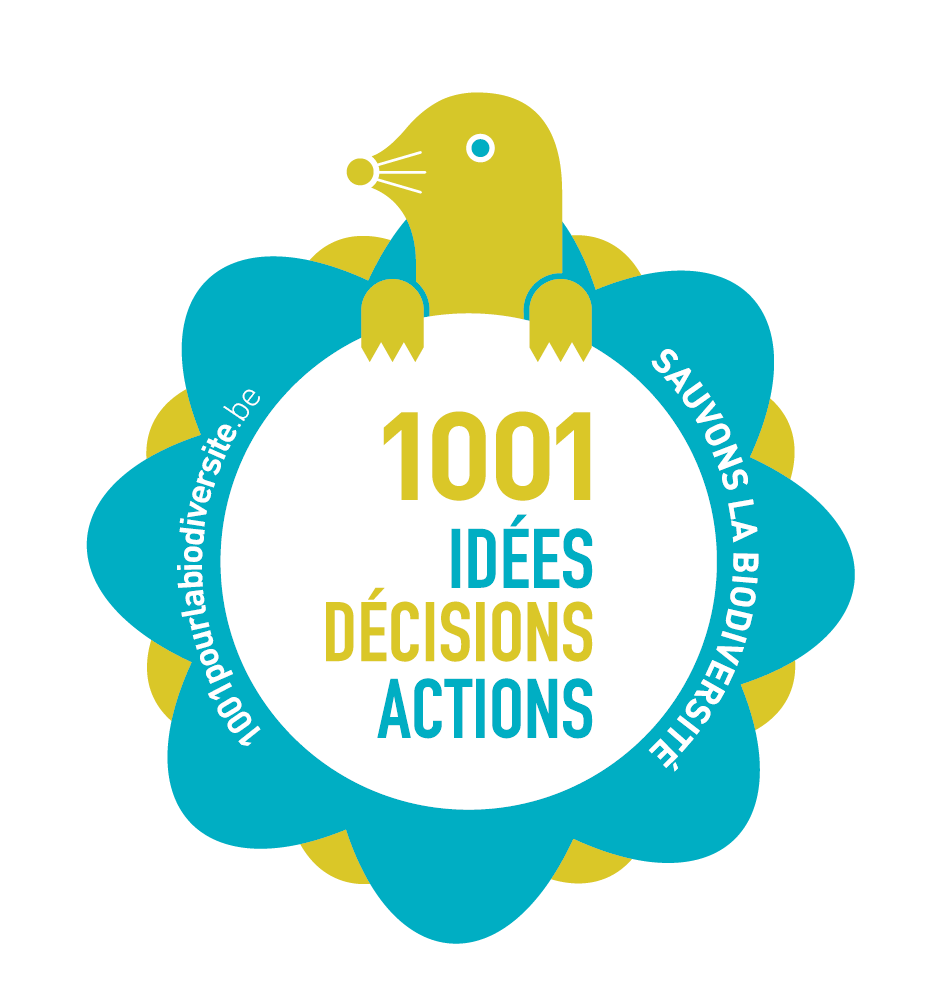 1001
IDÉES
DÉCISIONS
ACTIONS
1001pourlabiodiversite.be
SAUVONS LA BIODIVERSITÉ